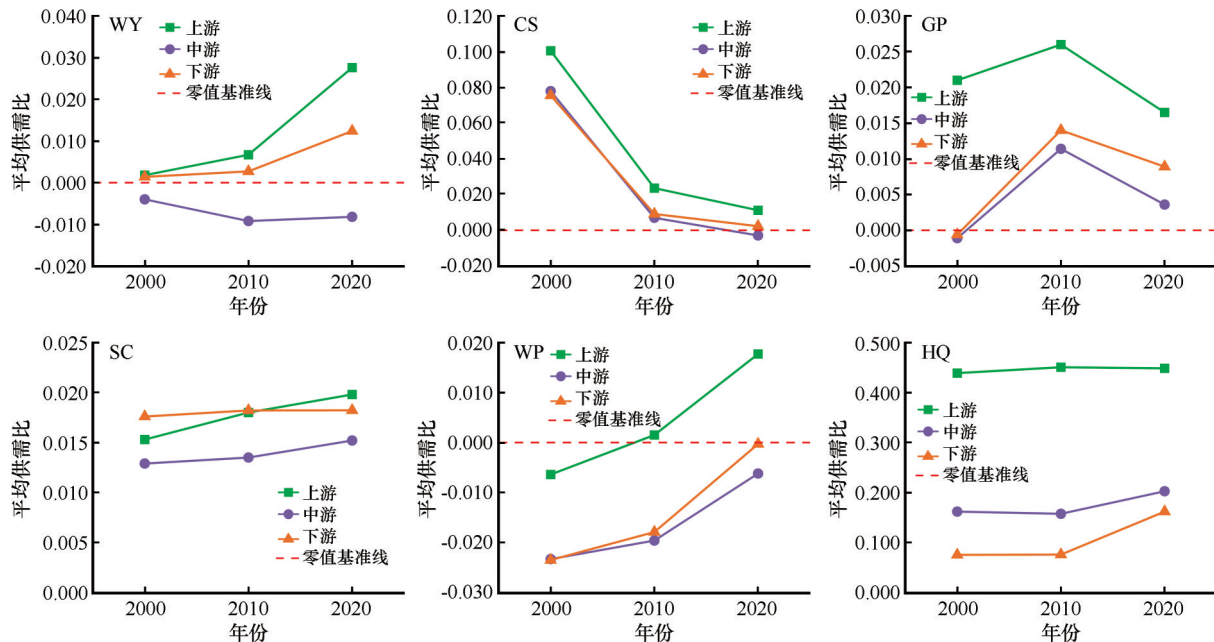 WY
上游
中游
下游
零值基准线
0.040
0.030
0.020
0.010
0.000
-0.010
-0.020
平均供需比
2000 2010 2020
年份
CS
上游
中游
下游
零值基准线
0.120
0.100
0.080
0.060
0.040
0.020
0.000
-0.020
平均供需比
2000 2010 2020
年份
GP
上游
中游
下游
零值基准线
0.030
0.025
0.020
0.015
0.010
0.005
0.000
-0.005
平均供需比
2000 2010 2020
年份
SC
上游
中游
下游
零值基准线
0.025
0.020
0.015
0.010
0.005
0.000
平均供需比
2000 2010 2020
年份
WP
上游
中游
下游
零值基准线
0.020
0.010
0.000
-0.010
-0.020
-0.030
平均供需比
2000 2010 2020
年份
HQ
上游
中游
下游
零值基准线
0.500
0.400
0.300
0.200
0.100
0.000
平均供需比
2000 2010 2020
年份